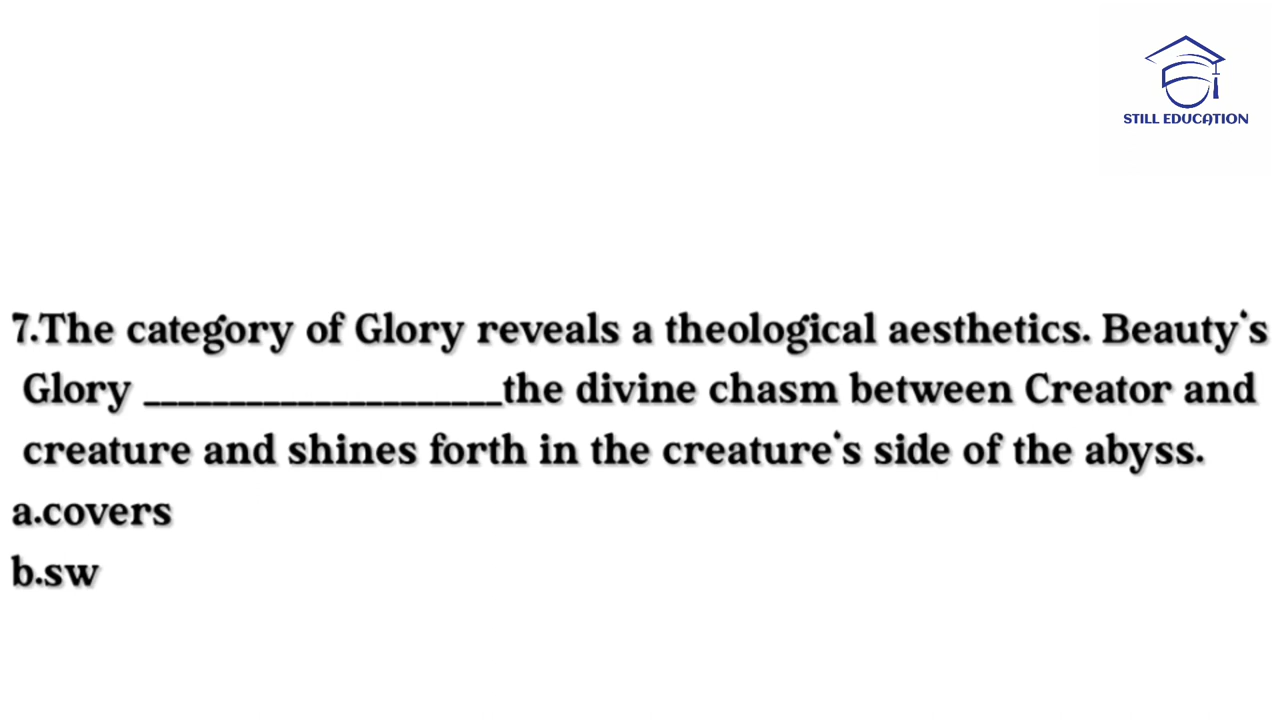 STILL EDUCATION
7.The category of Glory reveals a theological aesthetics. Beauty's
Glory _____________________the divine chasm between Creator and
creature and shines forth in the creature's side of the abyss.
a.covers
b.sw